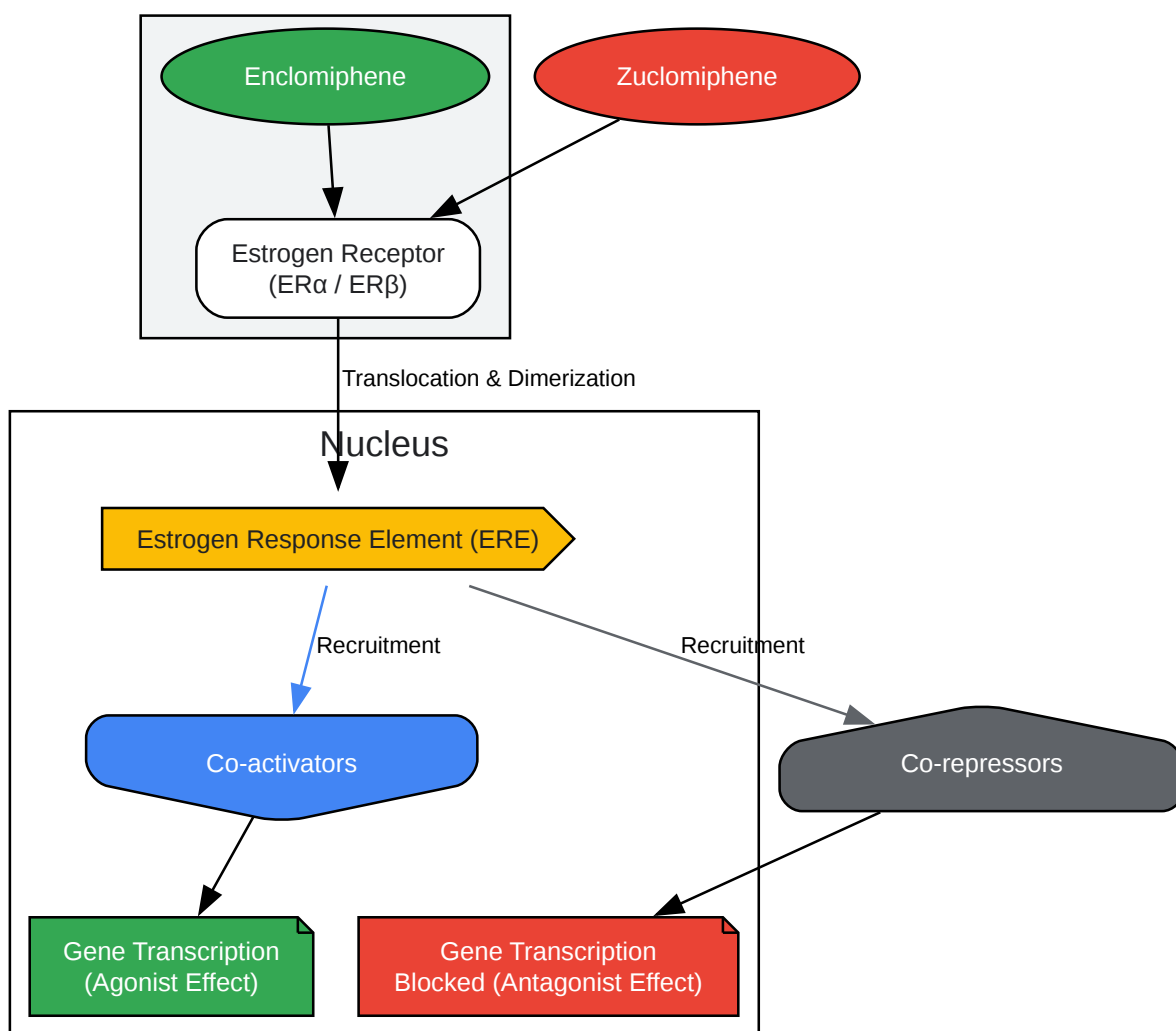 Enclomiphene
Zuclomiphene
Estrogen Receptor
(ERα / ERβ)
Translocation & Dimerization
Nucleus
Estrogen Response Element (ERE)
Recruitment
Recruitment
Co-activators
Co-repressors
Gene Transcription
(Agonist Effect)
Gene Transcription
Blocked (Antagonist Effect)